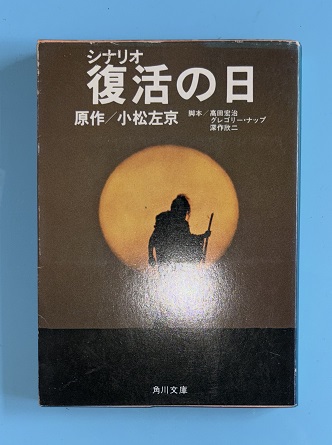 シナリオ
復活の日
原作/小松左京
脚本/高田宏治
グレゴリー・ナップ
深作欣二
角川文庫